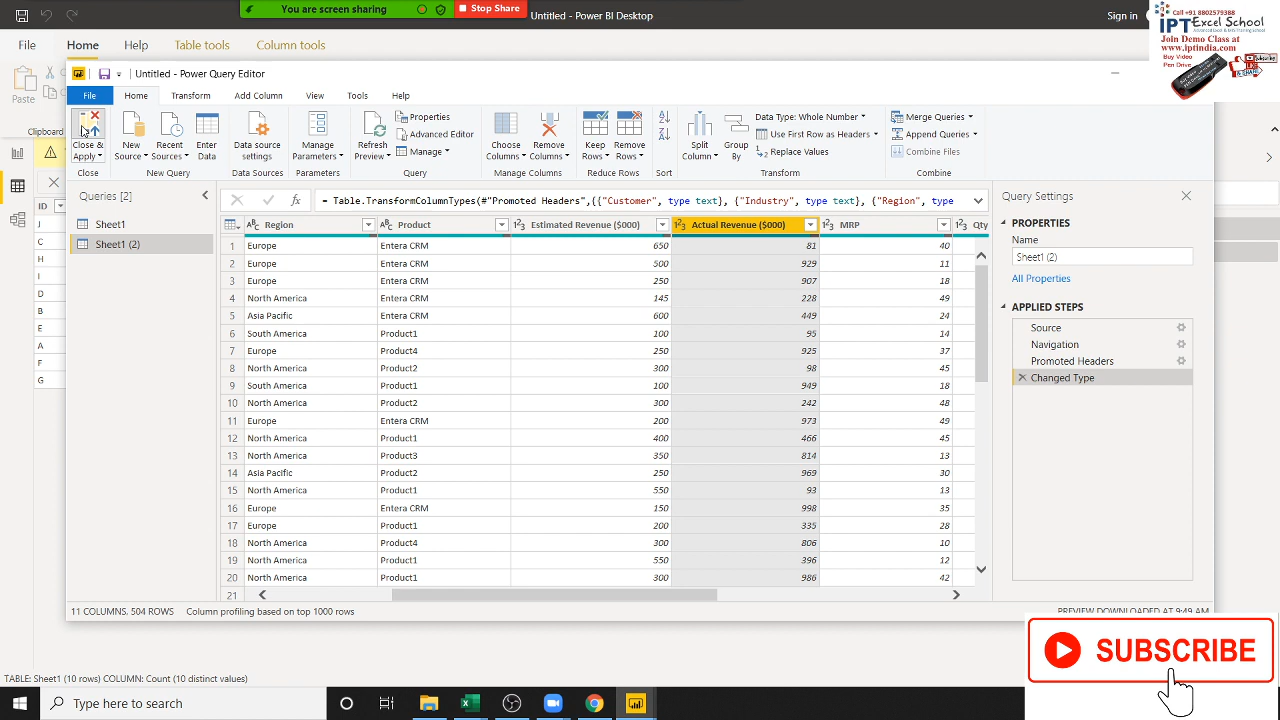 You are screen sharing
Stop Share
Untitled - Power BI Desktop
Sign in
Call +91 8802579388
IPT Excel School
Advanced Excel & VBA Training School
Join Demo Class at
www.iptindia.com
Buy Video
Pen Drive
File
Home
Table tools
Column tools
Paste
Clipboard
Untitled - Power Query Editor
File
Home
Transform
Add Column
View
Tools
Help
Close & Apply
Close
New Source
Recent Sources
Enter Data
New Query
Data source settings
Data Sources
Manage Parameters
Parameters
Refresh Preview
Properties
Advanced Editor
Manage
Query
Choose Columns
Remove Columns
Manage Columns
Keep Rows
Remove Rows
Reduce Rows
Sort
Split Column
Group By
Data Type: Whole Number
Use First Row as Headers
Replace Values
Transform
Merge Queries
Append Queries
Combine Files
Combine
Queries [2]
Sheet1
Sheet1 (2)
= Table.TransformColumnTypes(#"Promoted Headers",{{"Customer", type text}, {"Industry", type text}, {"Region", type
Region Product Estimated Revenue ($000) Actual Revenue ($000) MRP Qty
1 Europe Entera CRM 650 81 40
2 Europe Entera CRM 500 929 11
3 Europe Entera CRM 250 907 18
4 North America Entera CRM 145 228 49
5 Asia Pacific Entera CRM 600 449 24
6 South America Product1 100 95 14
7 Europe Product4 250 925 37
8 North America Product2 300 98 45
9 South America Product1 100 949 18
10 North America Product2 300 242 48
11 Europe Entera CRM 200 973 49
12 North America Product1 400 466 45
13 North America Product3 350 814 13
14 Asia Pacific Product2 250 969 30
15 North America Product1 550 93 13
16 Europe Entera CRM 150 998 35
17 Europe Product1 200 335 28
18 North America Product4 300 806 10
19 North America Product1 550 396 12
20 North America Product1 300 986 42
21
ID
J
C
H
I
D
B
E
A
F
G
Query Settings
PROPERTIES
Name
Sheet1 (2)
All Properties
APPLIED STEPS
Source
Navigation
Promoted Headers
Changed Type
11 COLUMNS, 504 ROWS
Column profiling based on top 1000 rows
PREVIEW DOWNLOADED AT 9:49 AM
SUBSCRIBE
TABLE: Sheet1 (10 rows) COLUMN: Count (10 distinct values)
Type here to search